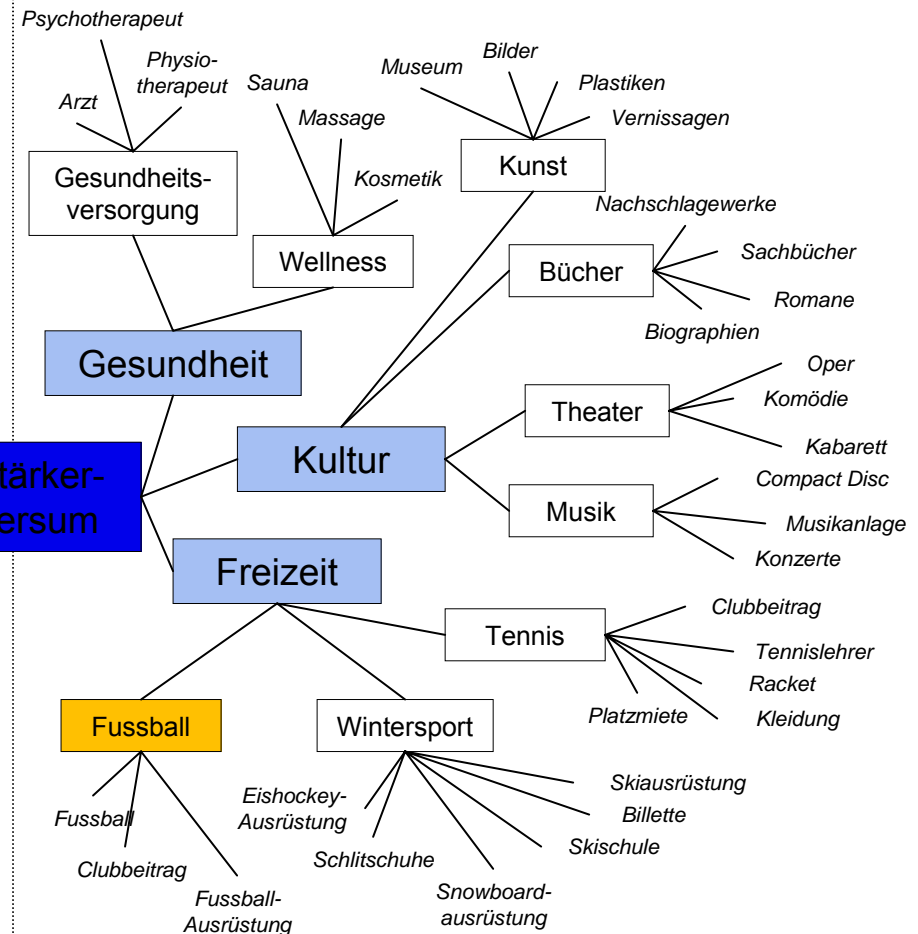 Psychotherapeut
Physio-
therapeut
Arzt
Gesundheits-
versorgung
Sauna
Massage
Kosmetik
Wellness
Gesundheit
Museum
Bilder
Plastiken
Vernissagen
Kunst
Nachschlagewerke
Sachbücher
Romane
Biographien
Bücher
Oper
Komödie
Kabarett
Theater
Kultur
Compact Disc
Musikanlage
Konzerte
Musik
tärker-
ersum
Freizeit
Clubbeitrag
Tennislehrer
Racket
Kleidung
Platzmiete
Tennis
Fussball
Fussball
Clubbeitrag
Fussball-
Ausrüstung
Wintersport
Eishockey-
Ausrüstung
Schlitschuhe
Snowboard-
ausrüstung
Skischule
Billette
Skiausrüstung